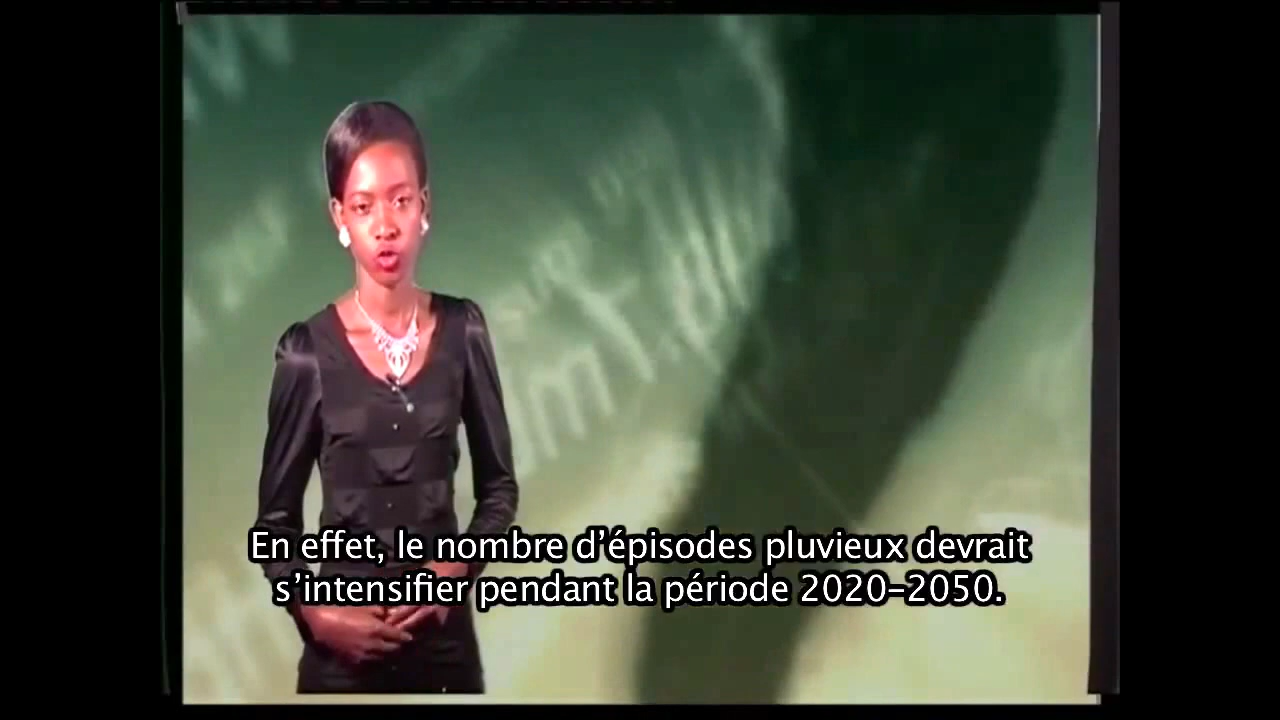 En effet, le nombre d’épisodes pluvieux devrait
s’intensifier pendant la période 2020–2050.